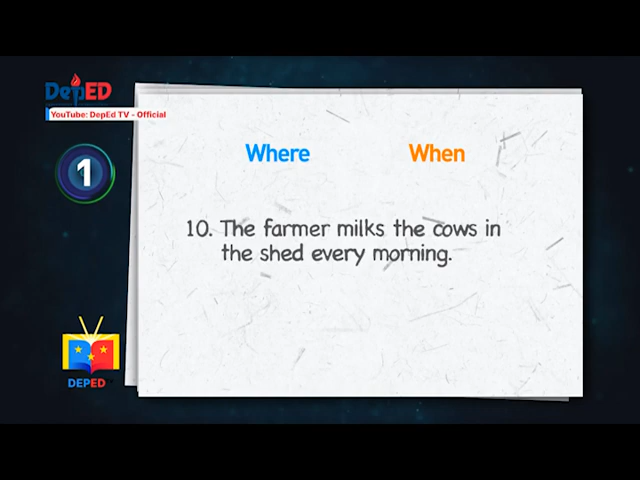 DepED
YouTube: DepEd TV - Official
1
Where When
10. The farmer milks the cows in
the shed every morning.
DEPED